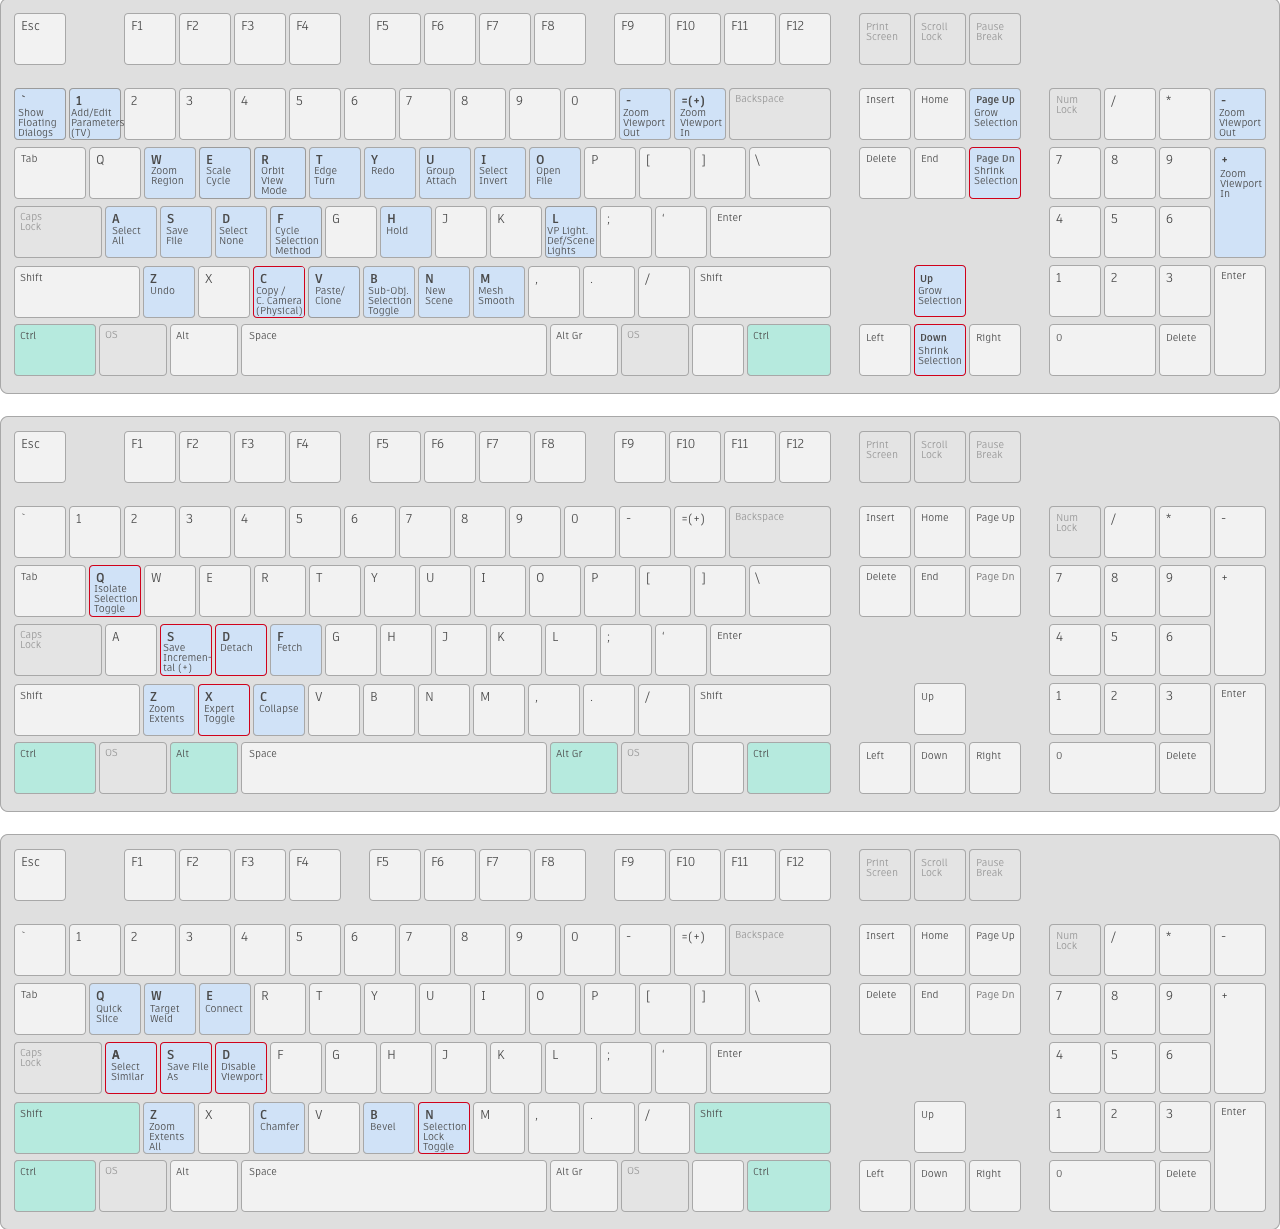 Esc F1 F2 F3 F4 F5 F6 F7 F8 F9 F10 F11 F12 Print Screen Scroll Lock Pause Break
` Show Floating Dialogs 1 Add/Edit Parameters (TV) 2 3 4 5 6 7 8 9 0 - Zoom Viewport Out =(+) Zoom Viewport In Backspace Insert Home Page Up Grow Selection Num Lock / * - Zoom Viewport Out
Tab Q W Zoom Region E Scale Cycle R Orbit View Mode T Edge Turn Y Redo U Group Attach I Select Invert O Open File P [ ] \ Delete End Page Dn Shrink Selection 7 8 9 + Zoom Viewport In
Caps Lock A Select All S Save File D Select None F Cycle Selection Method G H Hold J K L VP Light. Def/Scene Lights ; ' Enter 4 5 6
Shift Z Undo X C Copy / C. Camera (Physical) V Paste/ Clone B Sub-Obj. Selection Toggle N New Scene M Mesh Smooth , . / Shift Up Grow Selection 1 2 3 Enter
Ctrl OS Alt Space Alt Gr OS Ctrl Left Down Shrink Selection Right 0 Delete
Esc F1 F2 F3 F4 F5 F6 F7 F8 F9 F10 F11 F12 Print Screen Scroll Lock Pause Break
` 1 2 3 4 5 6 7 8 9 0 - =(+) Backspace Insert Home Page Up Num Lock / * -
Tab Q Isolate Selection Toggle W E R T Y U I O P [ ] \ Delete End Page Dn 7 8 9 +
Caps Lock A S Save Incremen- tal (+) D Detach F Fetch G H J K L ; ' Enter 4 5 6
Shift Z Zoom Extents X Expert Toggle C Collapse V B N M , . / Shift Up 1 2 3 Enter
Ctrl OS Alt Space Alt Gr OS Ctrl Left Down Right 0 Delete
Esc F1 F2 F3 F4 F5 F6 F7 F8 F9 F10 F11 F12 Print Screen Scroll Lock Pause Break
` 1 2 3 4 5 6 7 8 9 0 - =(+) Backspace Insert Home Page Up Num Lock / * -
Tab Q Quick Slice W Target Weld E Connect R T Y U I O P [ ] \ Delete End Page Dn 7 8 9 +
Caps Lock A Select Similar S Save File As D Disable Viewport F G H J K L ; ' Enter 4 5 6
Shift Z Zoom Extents All X C Chamfer V B Bevel N Selection Lock Toggle M , . / Shift Up 1 2 3 Enter
Ctrl OS Alt Space Alt Gr OS Ctrl Left Down Right 0 Delete